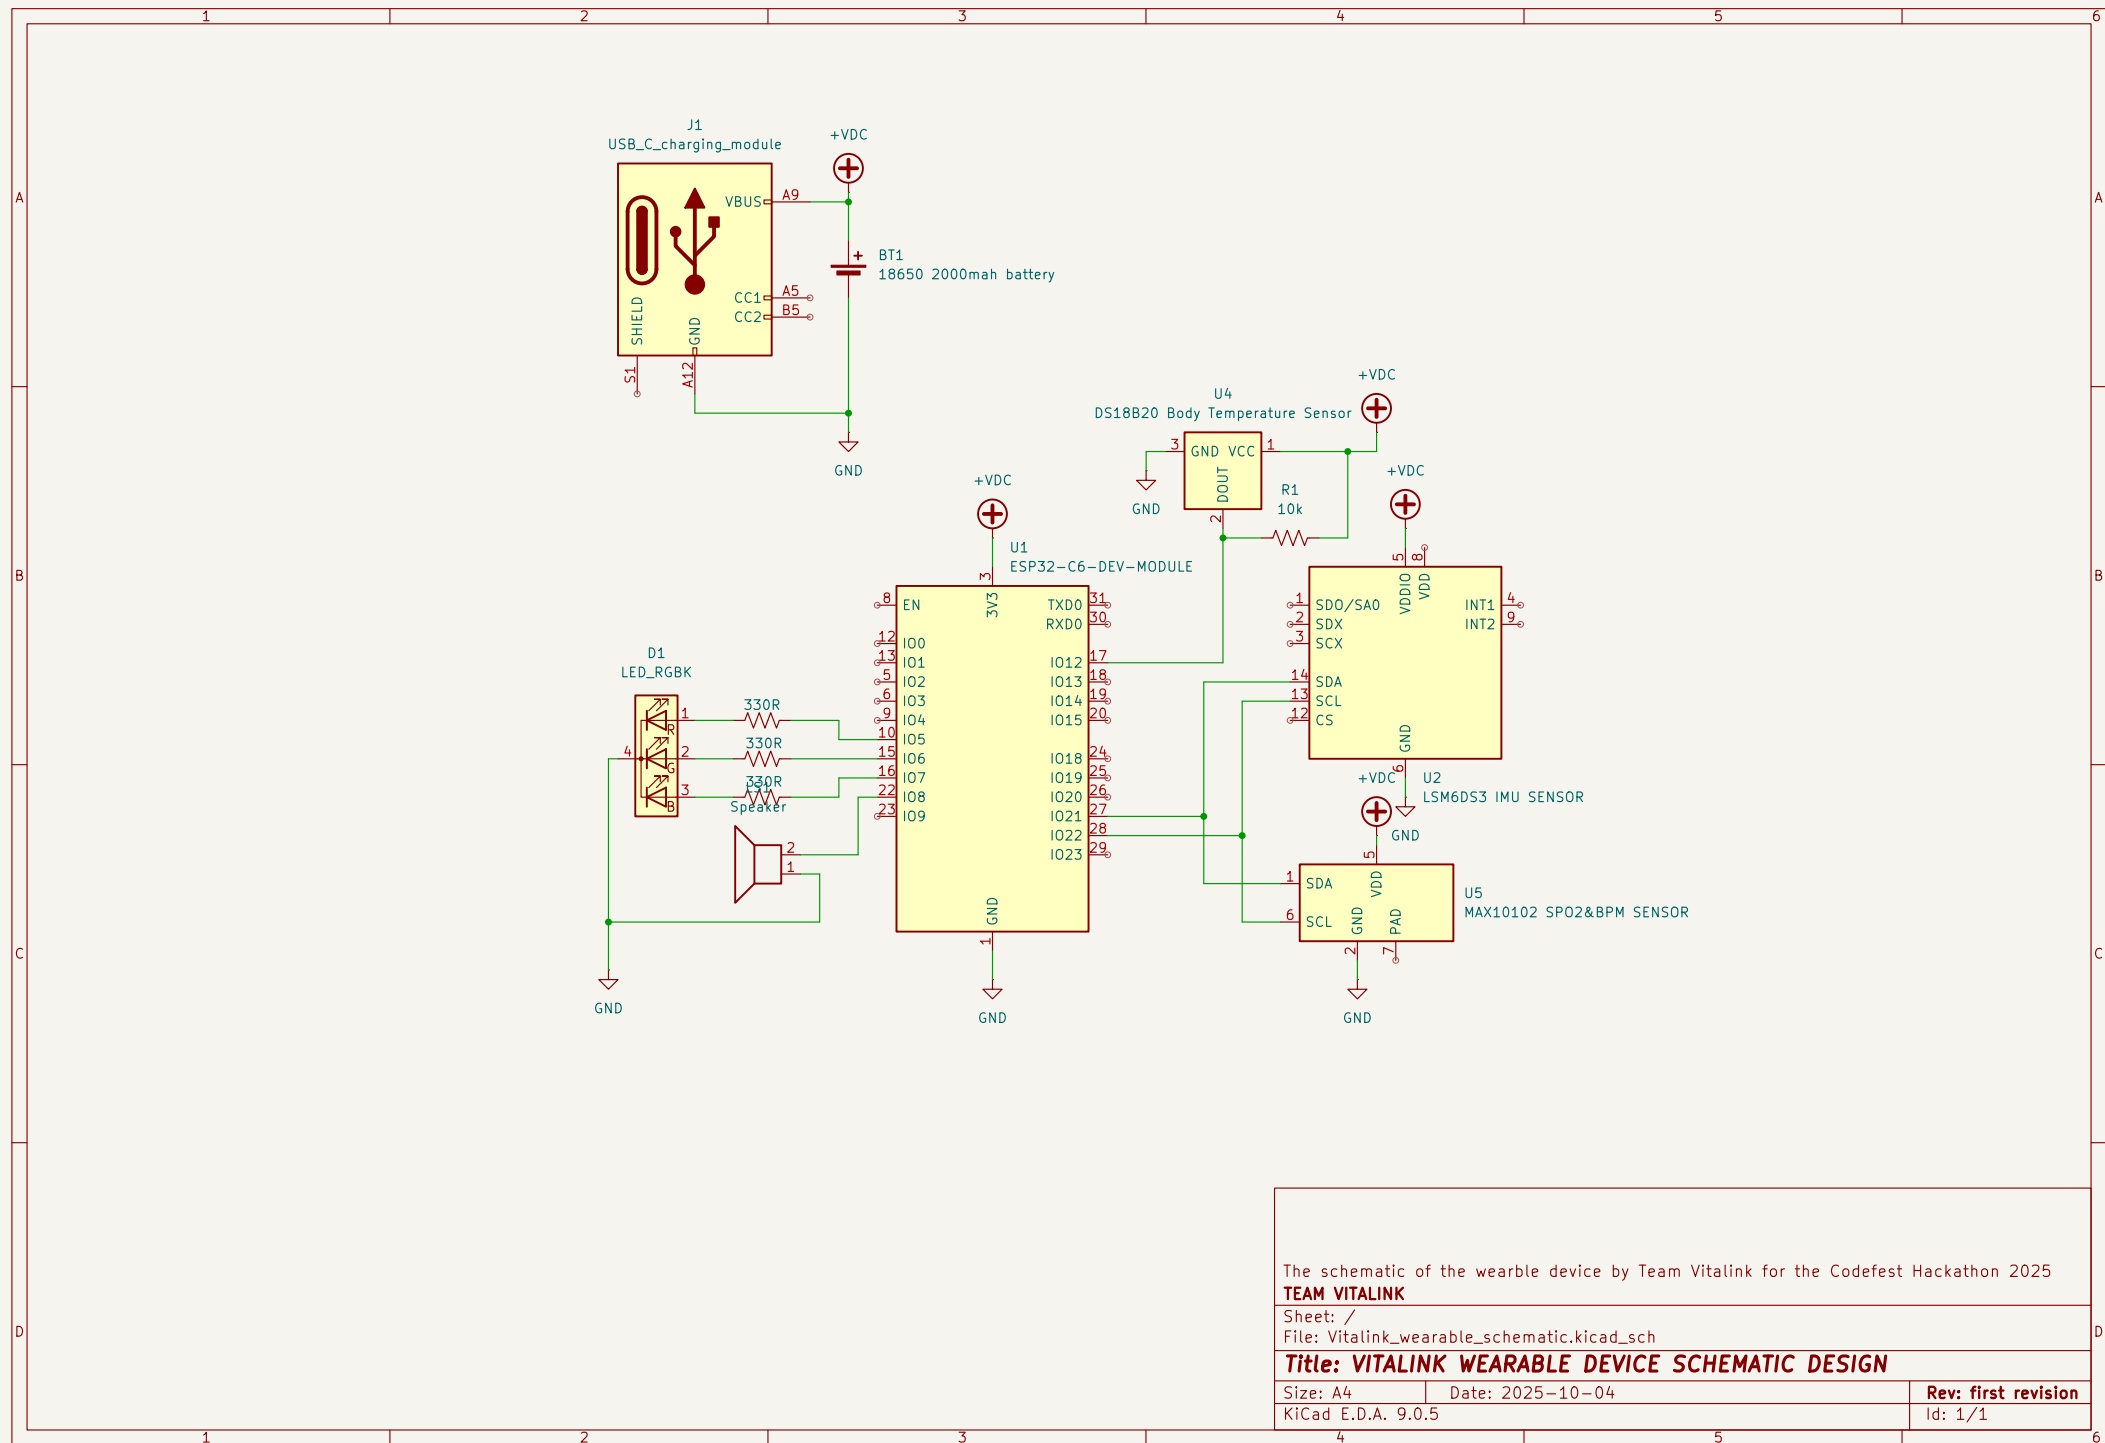 1 2 3 4 5 6
A A
B B
C C
D D
J1
USB_C_charging_module
VBUS A9
CC1 A5
CC2 B5
SHIELD
S1
GND
A12
+VDC
+
BT1
18650 2000mah battery
GND
U4
DS18B20 Body Temperature Sensor
+VDC
3 GND VCC 1
DOUT
2
GND
R1
10k
+VDC
5 8
VDDIO VDD
1 SDO/SA0
2 SDX
3 SCX
14 SDA
13 SCL
12 CS
INT1 4
INT2 9
GND
6
U2
LSM6DS3 IMU SENSOR
GND
+VDC
3
3V3
U1
ESP32-C6-DEV-MODULE
8 EN
12 IO0
13 IO1
5 IO2
6 IO3
9 IO4
10 IO5
15 IO6
16 IO7
22 IO8
23 IO9
TXD0 31
RXD0 30
IO12 17
IO13 18
IO14 19
IO15 20
IO18 24
IO19 25
IO20 26
IO21 27
IO22 28
IO23 29
GND
1
GND
D1
LED_RGBK
1 R
4 2 G
3 B
330R
330R
330R
Speaker
2
1
GND
+VDC
5
VDD
1 SDA
6 SCL
GND PAD
2 7
U5
MAX10102 SPO2&BPM SENSOR
GND
The schematic of the wearble device by Team Vitalink for the Codefest Hackathon 2025
TEAM VITALINK
Sheet: /
File: Vitalink_wearable_schematic.kicad_sch
Title: VITALINK WEARABLE DEVICE SCHEMATIC DESIGN
Size: A4 Date: 2025-10-04 Rev: first revision
KiCad E.D.A. 9.0.5 Id: 1/1
1 2 3 4 5 6